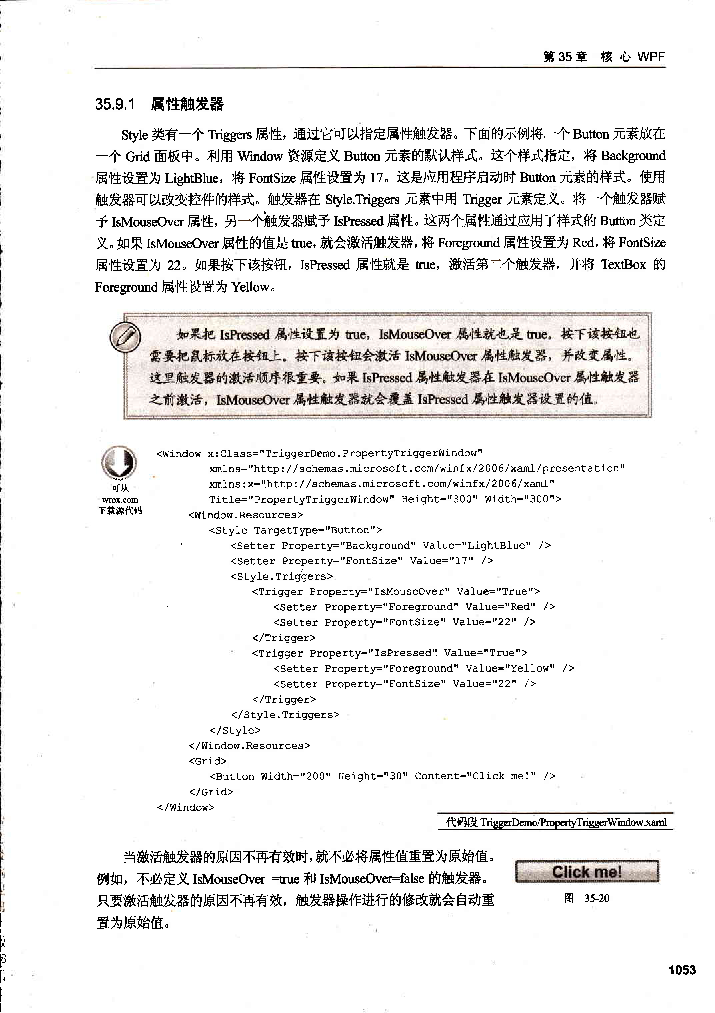 第 35 章 核 心 WPF
35.9.1 属性触发器
Style 类有一个 Triggers 属性，通过它可以指定属性触发器。下面的示例将一个 Button 元素放在
一个 Grid 面板中。利用 Window 资源定义 Button 元素的默认样式。这个样式指定，将 Background
属性设置为 LightBlue，将 FontSize 属性设置为 17。这是应用程序启动时 Button 元素的样式。使用
触发器可以改变控件的样式。触发器在 Style.Triggers 元素中用 Trigger 元素定义。将一个触发器赋
予 IsMouseOver 属性，另一个触发器赋予 IsPressed 属性。这两个属性通过应用了样式的 Button 类定
义。如果 IsMouseOver 属性的值是 true，就会激活触发器，将 Foreground 属性设置为 Red，将 FontSize
属性设置为 22。如果按下该按钮，IsPressed 属性就是 true，激活第二个触发器，并将 TextBox 的
Foreground 属性设置为 Yellow。
如果把 IsPressed 属性设置为 true，IsMouseOver 属性就也是 true。按下该按钮也
需要把鼠标放在按钮上。按下该按钮会激活 IsMouseOver 属性触发器，并改变属性。
这里触发器的激活顺序很重要。如果 IsPressed 属性触发器在 IsMouseOver 属性触发器
之前激活，IsMouseOver 属性触发器就会覆盖 IsPressed 属性触发器设置的值。
可从
wrox.com
下载源代码
<Window x:Class="TriggerDemo.PropertyTriggerWindow"
xmlns="http://schemas.microsoft.com/winfx/2006/xaml/presentation"
xmlns:x="http://schemas.microsoft.com/winfx/2006/xaml"
Title="PropertyTriggerWindow" Height="300" Width="300">
<Window.Resources>
<Style TargetType="Button">
<Setter Property="Background" Value="LightBlue" />
<Setter Property="FontSize" Value="17" />
<Style.Triggers>
<Trigger Property="IsMouseOver" Value="True">
<Setter Property="Foreground" Value="Red" />
<Setter Property="FontSize" Value="22" />
</Trigger>
<Trigger Property="IsPressed" Value="True">
<Setter Property="Foreground" Value="Yellow" />
<Setter Property="FontSize" Value="22" />
</Trigger>
</Style.Triggers>
</Style>
</Window.Resources>
<Grid>
<Button Width="200" Height="30" Content="Click me!" />
</Grid>
</Window>
代码段 TriggerDemo/PropertyTriggerWindow.xaml
当激活触发器的原因不再有效时，就不必将属性值重置为原始值。
例如，不必定义 IsMouseOver =true 和 IsMouseOver=false 的触发器。
只要激活触发器的原因不再有效，触发器操作进行的修改就会自动重
置为原始值。
Click me!
图 35-20
1053